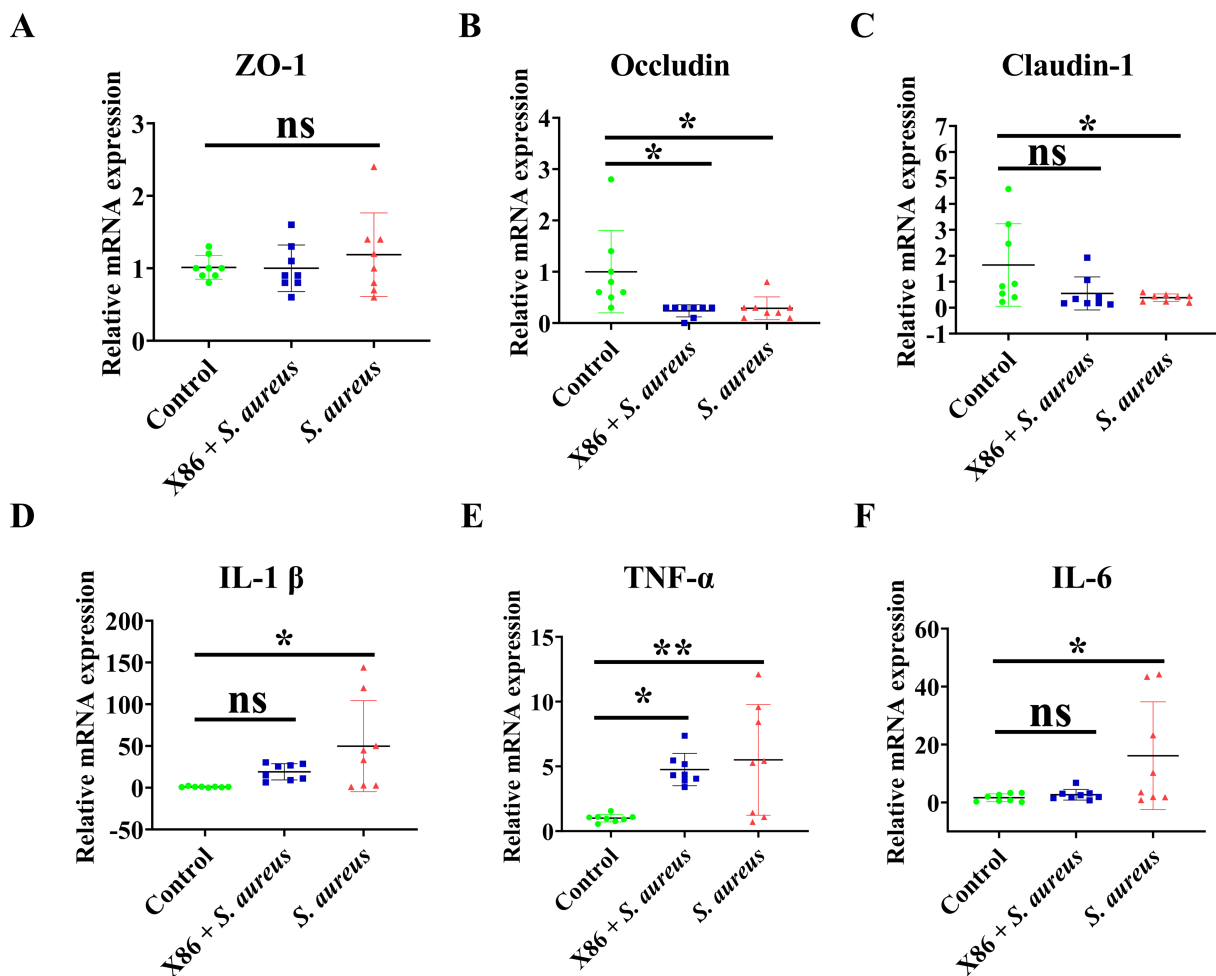 A
ZO-1
Relative mRNA expression
3
2
1
0
ns
Control
X86 + S. aureus
S. aureus
B
Occludin
Relative mRNA expression
4
3
2
1
0
*
*
Control
X86 + S. aureus
S. aureus
C
Claudin-1
Relative mRNA expression
7
6
5
4
3
2
1
0
-1
*
ns
Control
X86 + S. aureus
S. aureus
D
IL-1 β
Relative mRNA expression
200
150
100
50
0
-50
*
ns
Control
X86 + S. aureus
S. aureus
E
TNF-α
Relative mRNA expression
15
10
5
0
**
*
Control
X86 + S. aureus
S. aureus
F
IL-6
Relative mRNA expression
60
40
20
0
*
ns
Control
X86 + S. aureus
S. aureus